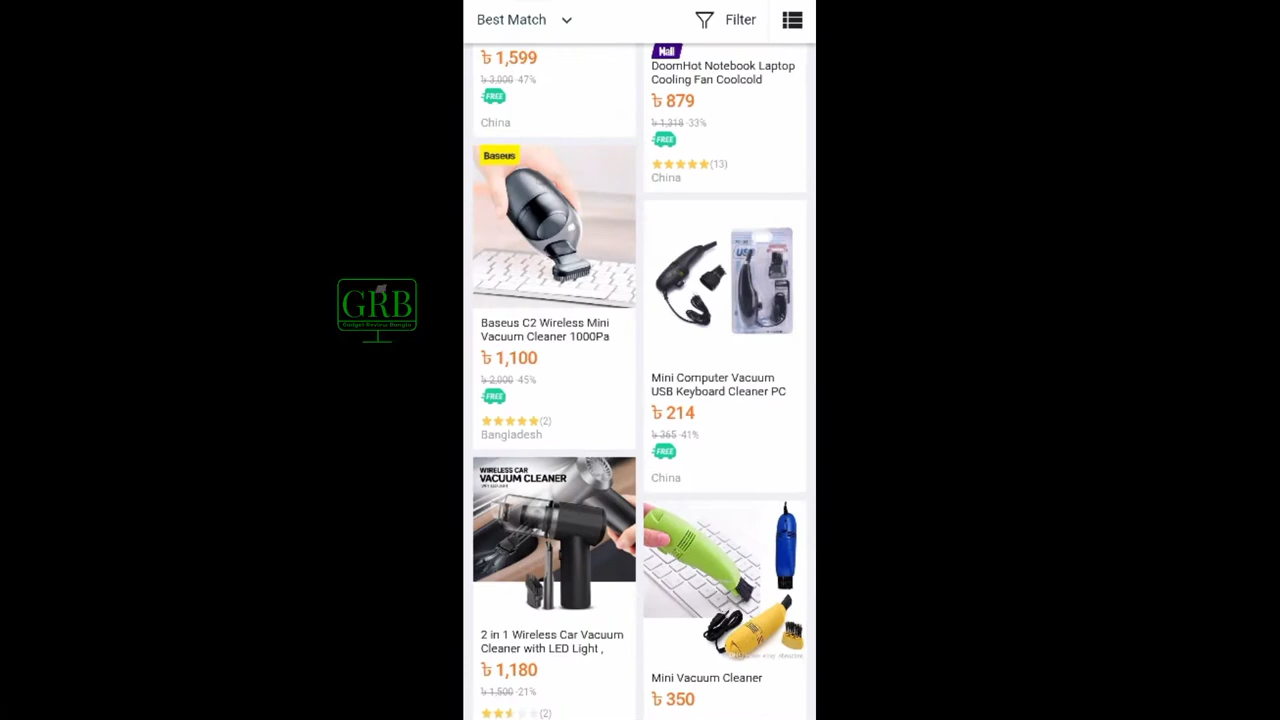 Best Match
Filter
৳ 1,599
৳ 3,000 -47%
FREE
China
Baseus
Baseus C2 Wireless Mini
Vacuum Cleaner 1000Pa
৳ 1,100
৳ 2,000 -45%
FREE
(2)
Bangladesh
WIRELESS CAR
VACUUM CLEANER
2 in 1 Wireless Car Vacuum
Cleaner with LED Light ,
৳ 1,180
৳ 1,500 -21%
(2)
Mall
DoomHot Notebook Laptop
Cooling Fan Coolcold
৳ 879
৳ 1,318 -33%
FREE
(13)
China
USB
Mini Computer Vacuum
USB Keyboard Cleaner PC
৳ 214
৳ 365 -41%
FREE
China
Mini Vacuum Cleaner
৳ 350
GRB
Gadget Review Bangla